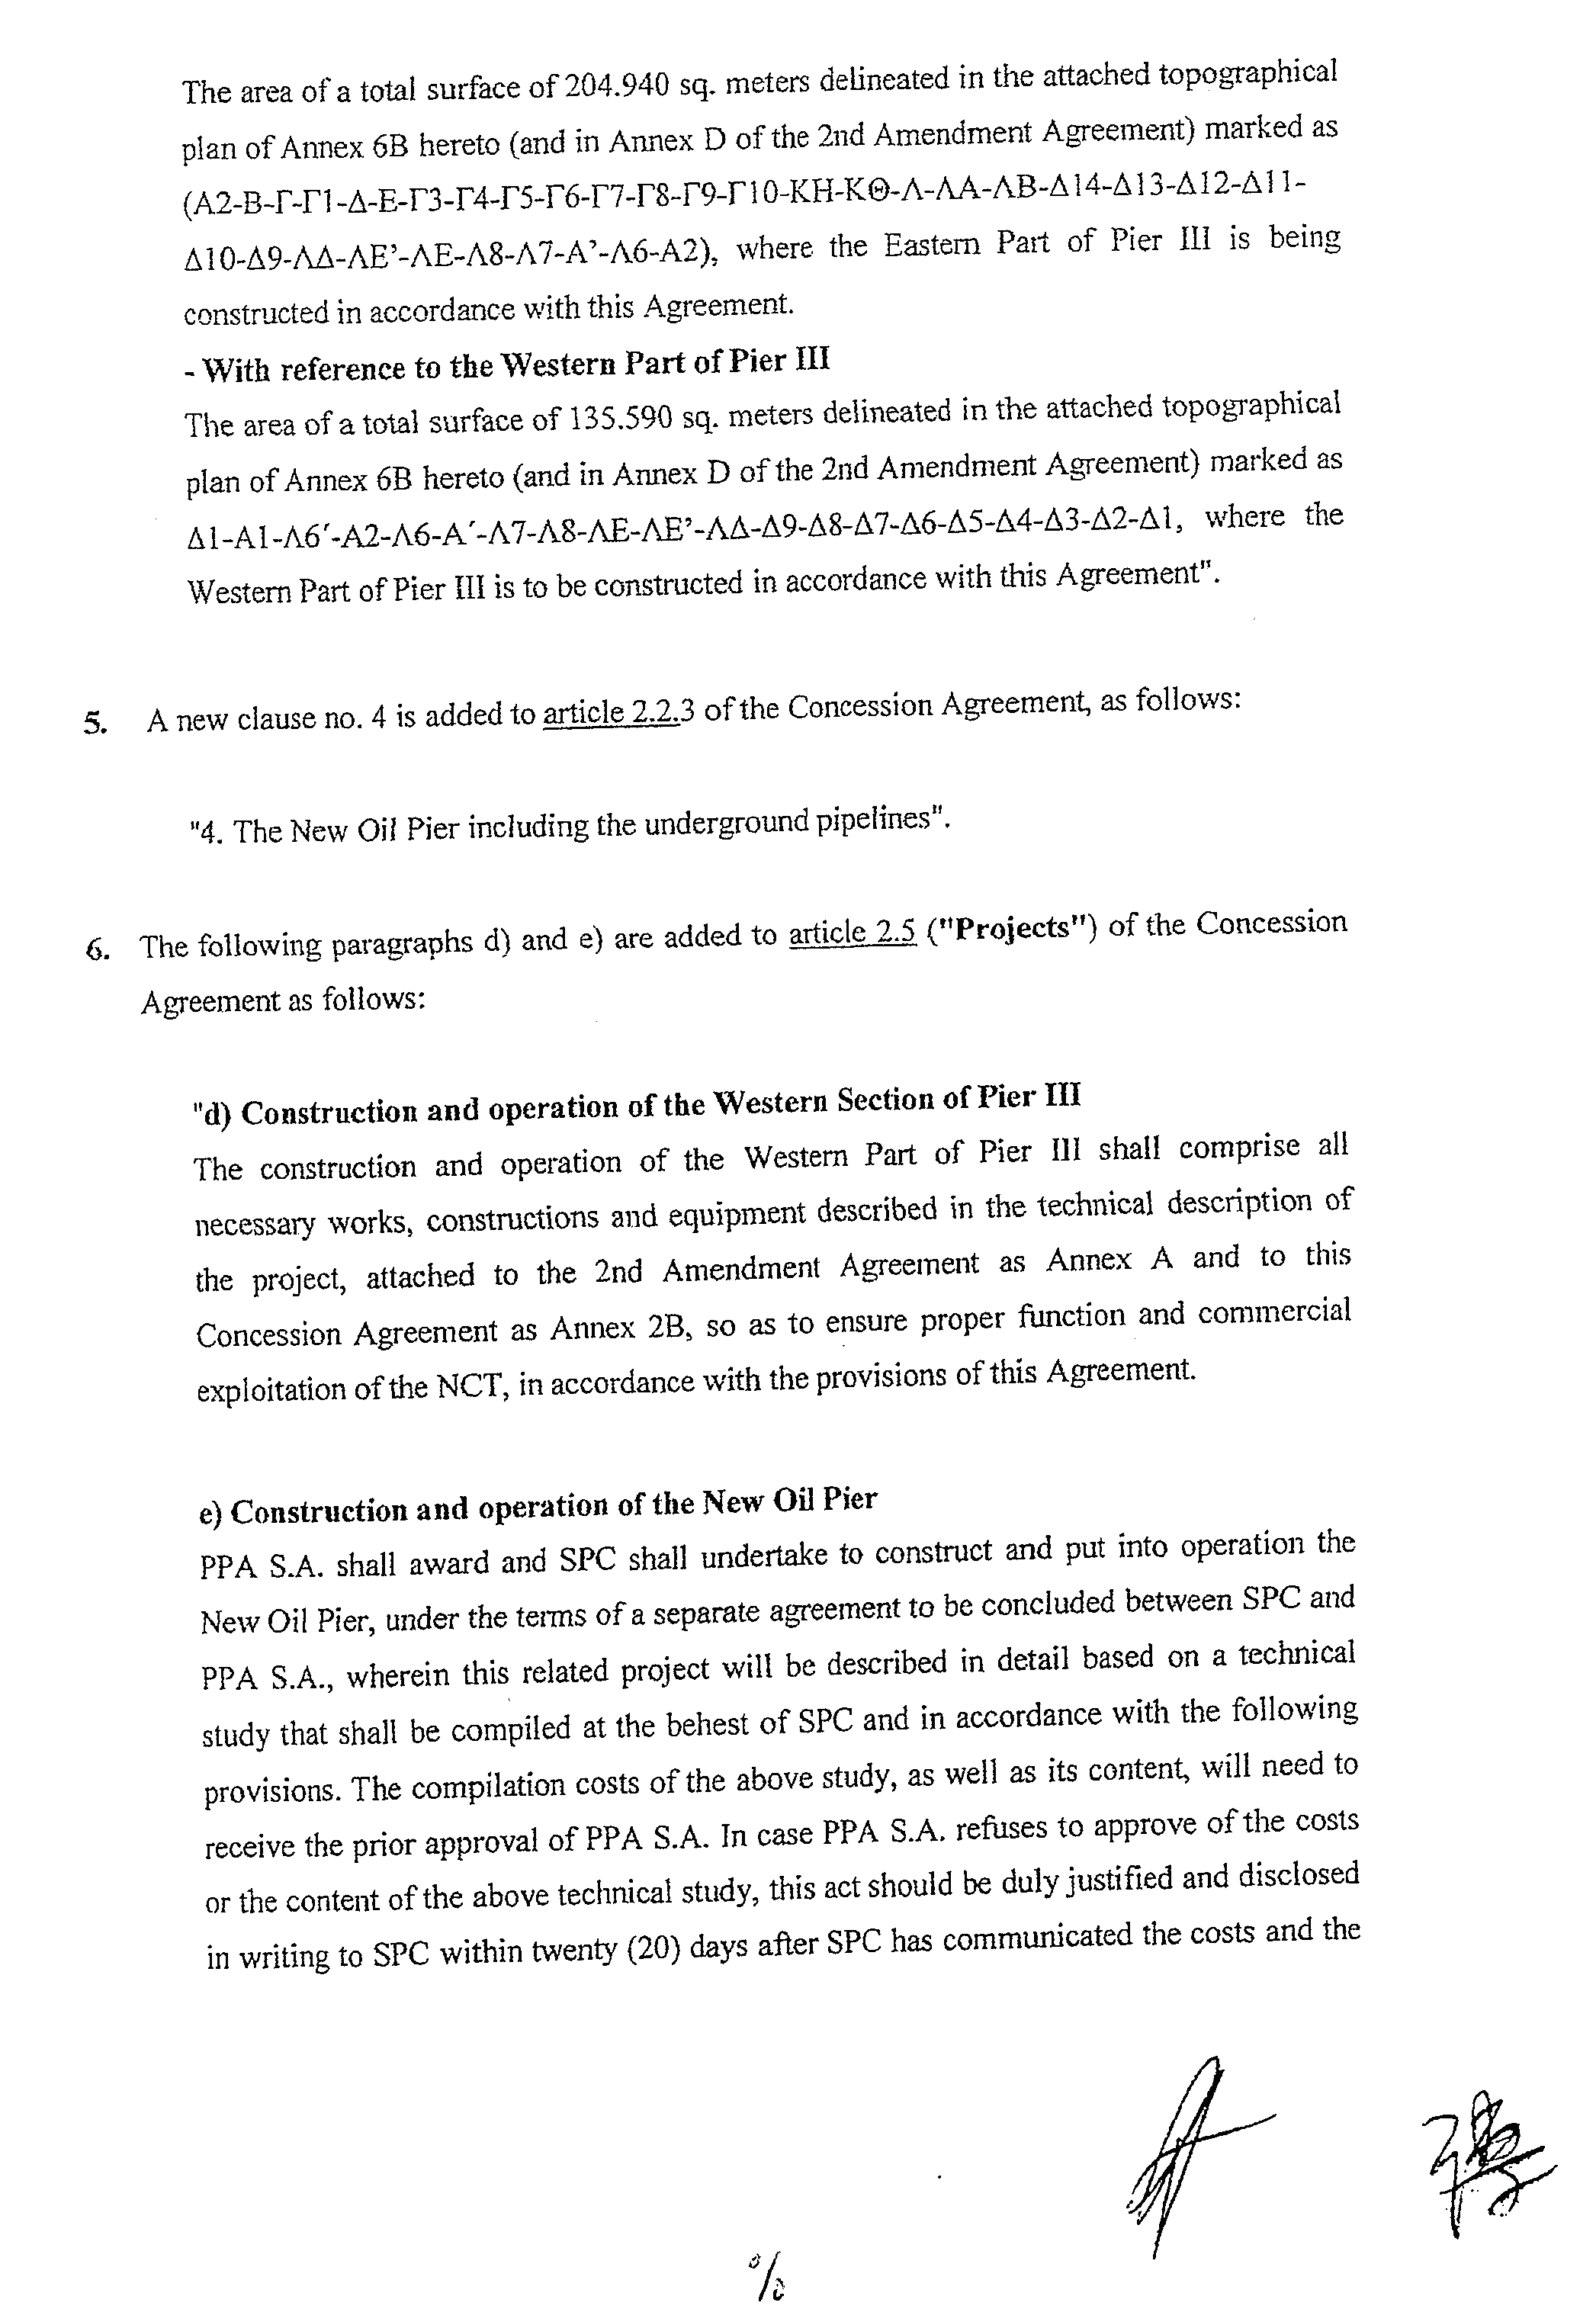 The area of a total surface of 204.940 sq. meters delineated in the attached topographical
plan of Annex 6B hereto (and in Annex D of the 2nd Amendment Agreement) marked as
(Α2-Β-Γ-Γ1-Δ-Ε-Γ3-Γ4-Γ5-Γ6-Γ7-Γ8-Γ9-Γ10-ΚΗ-ΚΘ-Λ-ΛΑ-ΛΒ-Δ14-Δ13-Δ12-Δ11-
Δ10-Δ9-ΛΔ-ΛΕ’-ΛΕ-Λ8-Λ7-Α’-Λ6-Α2), where the Eastern Part of Pier III is being
constructed in accordance with this Agreement.
- With reference to the Western Part of Pier III
The area of a total surface of 135.590 sq. meters delineated in the attached topographical
plan of Annex 6B hereto (and in Annex D of the 2nd Amendment Agreement) marked as
Δ1-Α1-Λ6′-Α2-Λ6-Α′-Λ7-Λ8-ΛΕ-ΛΕ’-ΛΔ-Δ9-Δ8-Δ7-Δ6-Δ5-Δ4-Δ3-Δ2-Δ1, where the
Western Part of Pier III is to be constructed in accordance with this Agreement".
5. A new clause no. 4 is added to article 2.2.3 of the Concession Agreement, as follows:
"4. The New Oil Pier including the underground pipelines".
6. The following paragraphs d) and e) are added to article 2.5 ("Projects") of the Concession
Agreement as follows:
"d) Construction and operation of the Western Section of Pier III
The construction and operation of the Western Part of Pier III shall comprise all
necessary works, constructions and equipment described in the technical description of
the project, attached to the 2nd Amendment Agreement as Annex A and to this
Concession Agreement as Annex 2B, so as to ensure proper function and commercial
exploitation of the NCT, in accordance with the provisions of this Agreement.
e) Construction and operation of the New Oil Pier
PPA S.A. shall award and SPC shall undertake to construct and put into operation the
New Oil Pier, under the terms of a separate agreement to be concluded between SPC and
PPA S.A., wherein this related project will be described in detail based on a technical
study that shall be compiled at the behest of SPC and in accordance with the following
provisions. The compilation costs of the above study, as well as its content, will need to
receive the prior approval of PPA S.A. In case PPA S.A. refuses to approve of the costs
or the content of the above technical study, this act should be duly justified and disclosed
in writing to SPC within twenty (20) days after SPC has communicated the costs and the